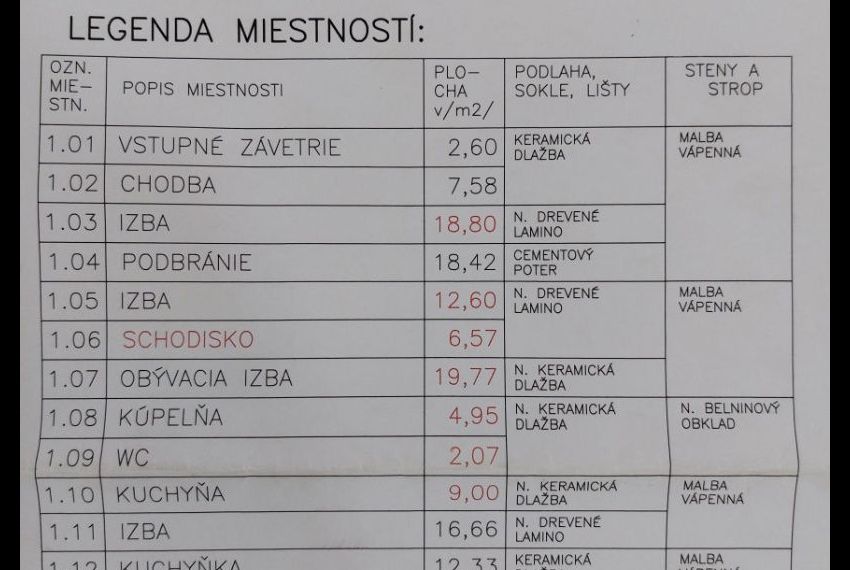 LEGENDA MIESTNOSTÍ:
OZN. MIE- STN. POPIS MIESTNOSTI PLO- CHA v/m2/ PODLAHA, SOKLE, LIŠTY STENY A STROP
1.01 VSTUPNÉ ZÁVETRIE 2,60 KERAMICKÁ DLAŽBA MALBA VÁPENNÁ
1.02 CHODBA 7,58
1.03 IZBA 18,80 N. DREVENÉ LAMINO
1.04 PODBRÁNIE 18,42 CEMENTOVÝ POTER
1.05 IZBA 12,60 N. DREVENÉ LAMINO MALBA VÁPENNÁ
1.06 SCHODISKO 6,57
1.07 OBÝVACIA IZBA 19,77 N. KERAMICKÁ DLAŽBA
1.08 KÚPELŇA 4,95 N. KERAMICKÁ DLAŽBA N. BELNINOVÝ OBKLAD
1.09 WC 2,07
1.10 KUCHYŇA 9,00 N. KERAMICKÁ DLAŽBA MALBA VÁPENNÁ
1.11 IZBA 16,66 N. DREVENÉ LAMINO
1.12 KUCHYŇKA 12,33 KERAMICKÁ DLAŽBA MALBA VÁPENNÁ